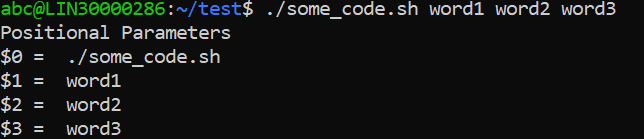 abc@LIN30000286:~/test$ ./some_code.sh word1 word2 word3
Positional Parameters
$0 =  ./some_code.sh
$1 =  word1
$2 =  word2
$3 =  word3